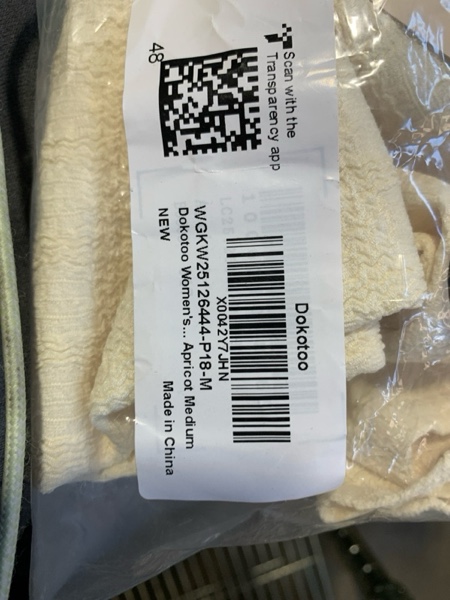 Scan with the
Transparency app
48
Dokotoo
X0042Y7JHN
WGKW25126444-P18-M
Dokotoo Women's... Apricot Medium
NEW
Made in China